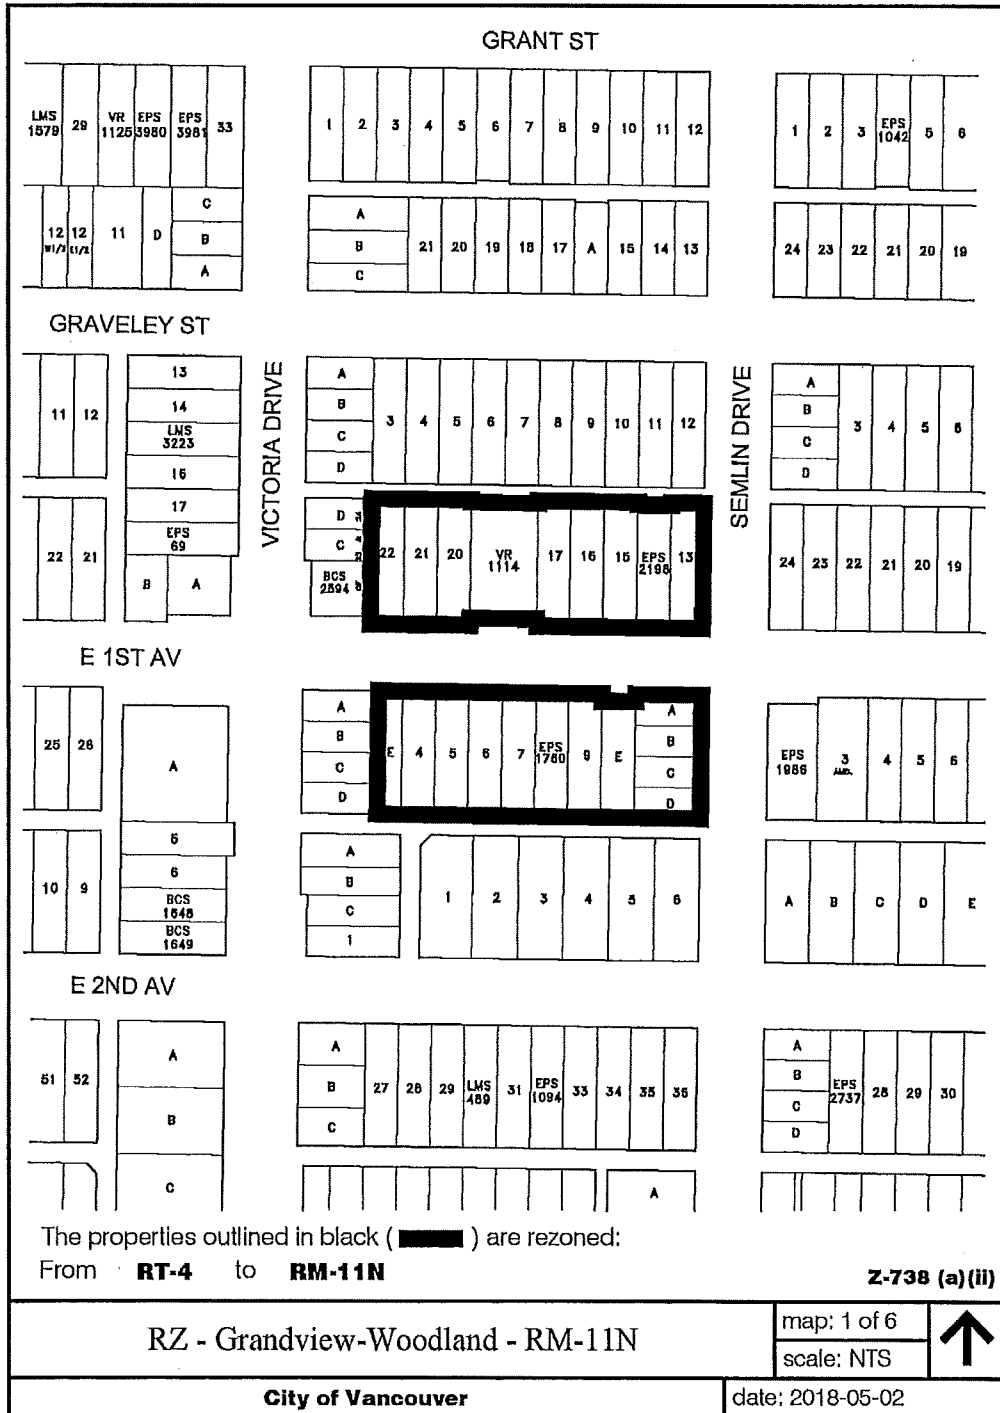 GRANT ST
LMS 1579 29 VR 1125 EPS 3980 EPS 3981 33
1 2 3 4 5 6 7 8 9 10 11 12
1 2 3 EPS 1042 5 6
12 W1/2 12 E1/2 11 D C B A
A B C 21 20 19 18 17 A 15 14 13
24 23 22 21 20 19
GRAVELEY ST
VICTORIA DRIVE
SEMLIN DRIVE
11 12
13 14 LMS 3223 16 17 EPS 69 B A
A B C D 3 4 5 6 7 8 9 10 11 12
A B C D 3 4 5 6
22 21
D C BCS 2594
22 21 20 VR 1114 17 16 15 EPS 2198 13
24 23 22 21 20 19
E 1ST AV
25 26
A
A B C D
E 4 5 6 7 EPS 1760 9 E A B C D
EPS 1986 3 AMD. 4 5 6
10 9
6 6 BCS 1648 BCS 1649
A B C 1
1 2 3 4 5 6
A B C D E
E 2ND AV
51 52
A B C
A B C 27 28 29 LMS 489 31 EPS 1094 33 34 35 36
A B C D EPS 2737 28 29 30
A
The properties outlined in black ( ) are rezoned:
From RT-4 to RM-11N
Z-738 (a)(ii)
RZ - Grandview-Woodland - RM-11N
map: 1 of 6
scale: NTS
City of Vancouver
date: 2018-05-02